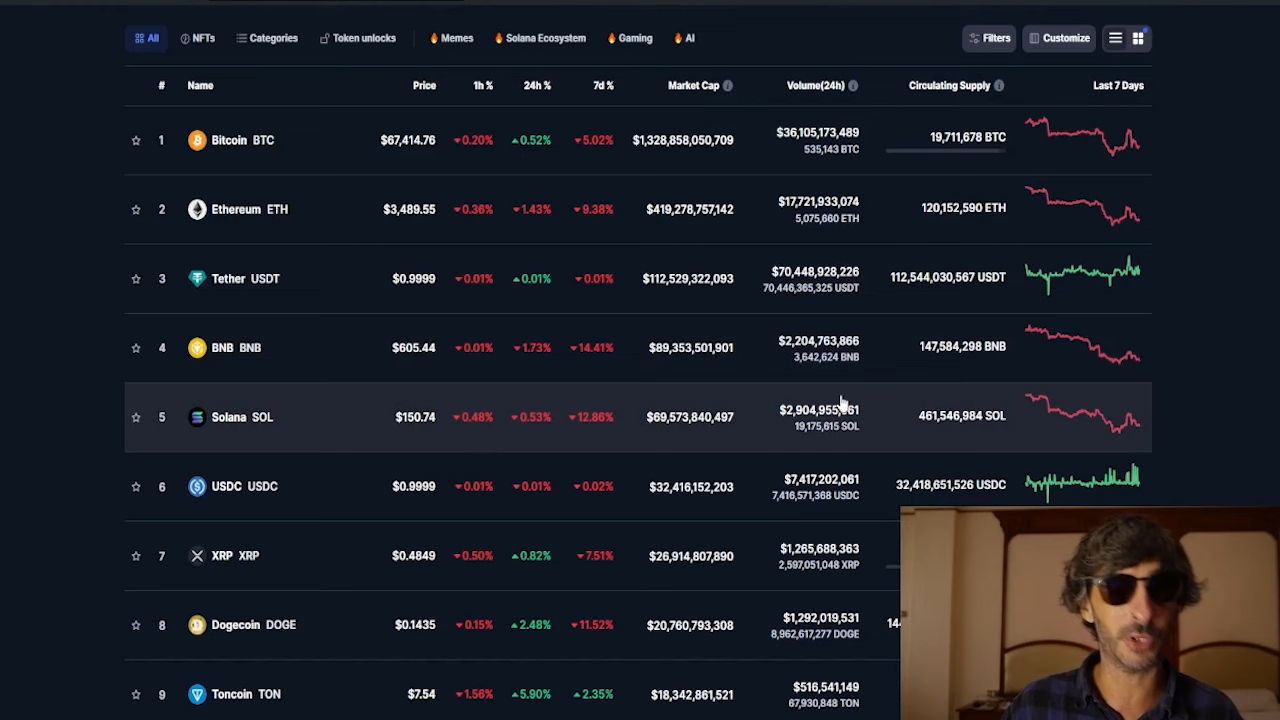 All NFTs Categories Token unlocks Memes Solana Ecosystem Gaming AI Filters Customize
# Name Price 1h % 24h % 7d % Market Cap Volume(24h) Circulating Supply Last 7 Days
1 Bitcoin BTC $67,414.76 0.20% 0.52% 5.02% $1,328,858,050,709 $36,105,173,489 19,711,678 BTC
535,143 BTC
2 Ethereum ETH $3,489.55 0.36% 1.43% 9.38% $419,278,757,142 $17,721,933,074 120,152,590 ETH
5,075,660 ETH
3 Tether USDT $0.9999 0.01% 0.01% 0.01% $112,529,322,093 $70,448,928,226 112,544,030,567 USDT
70,446,365,325 USDT
4 BNB BNB $605.44 0.01% 1.73% 14.41% $89,353,501,901 $2,204,763,866 147,584,298 BNB
3,642,624 BNB
5 Solana SOL $150.74 0.48% 0.53% 12.86% $69,573,840,497 461,546,984 SOL
19,175,615 SOL
6 USDC USDC $0.9999 0.01% 0.01% 0.02% $32,416,152,203 $7,417,202,061 32,418,651,526 USDC
7,416,571,368 USDC
7 XRP XRP $0.4849 0.50% 0.82% 7.51% $26,914,807,890 $1,265,688,363
2,597,051,048 XRP
8 Dogecoin DOGE $0.1435 0.15% 2.48% 11.52% $20,760,793,308 $1,292,019,531
8,962,617,277 DOGE
9 Toncoin TON $7.54 1.56% 5.90% 2.35% $18,342,861,521 $516,541,149
67,930,848 TON